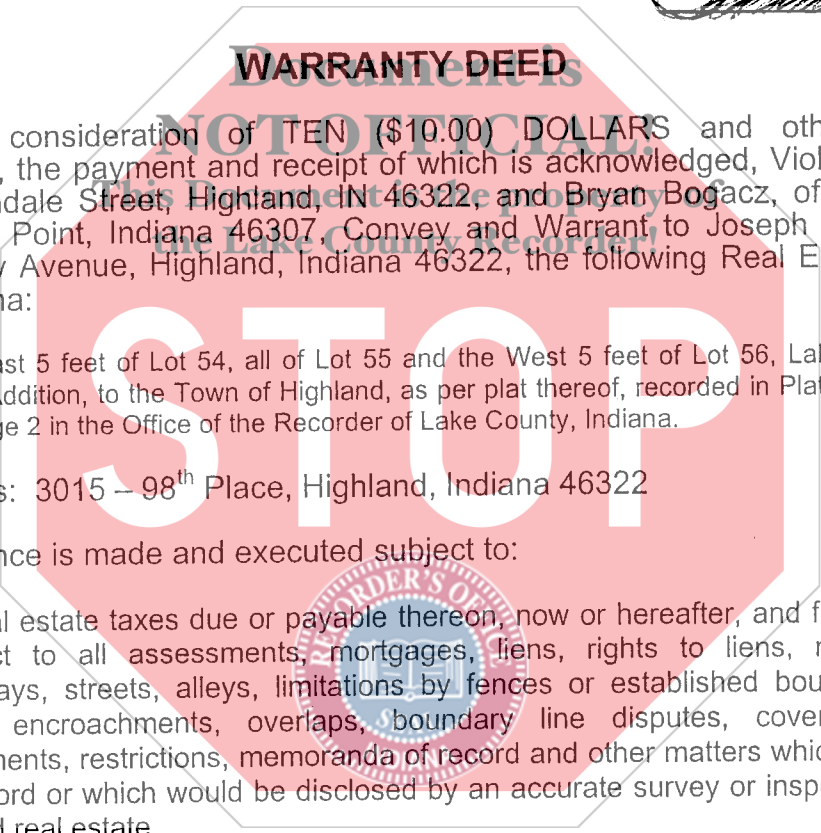 WARRANTY DEED
Document is
NOT OFFICIAL!
This Document is the property of
the Lake County Recorder!
consideration of TEN ($10.00) DOLLARS and oth
, the payment and receipt of which is acknowledged, Viol
dale Street, Highland, IN 46322, and Bryan Bogacz, of
Point, Indiana 46307, Convey and Warrant to Joseph
Avenue, Highland, Indiana 46322, the following Real E
na:
STOP
ast 5 feet of Lot 54, all of Lot 55 and the West 5 feet of Lot 56, Lal
Addition, to the Town of Highland, as per plat thereof, recorded in Plat
ge 2 in the Office of the Recorder of Lake County, Indiana.
s: 3015 – 98th Place, Highland, Indiana 46322
nce is made and executed subject to:
al estate taxes due or payable thereon, now or hereafter, and f
ct to all assessments, mortgages, liens, rights to liens, r
ays, streets, alleys, limitations by fences or established bou
encroachments, overlaps, boundary line disputes, cover
ments, restrictions, memoranda of record and other matters whic
ord or which would be disclosed by an accurate survey or inspe
d real estate
RECORDER'S OFFICE
SEAL